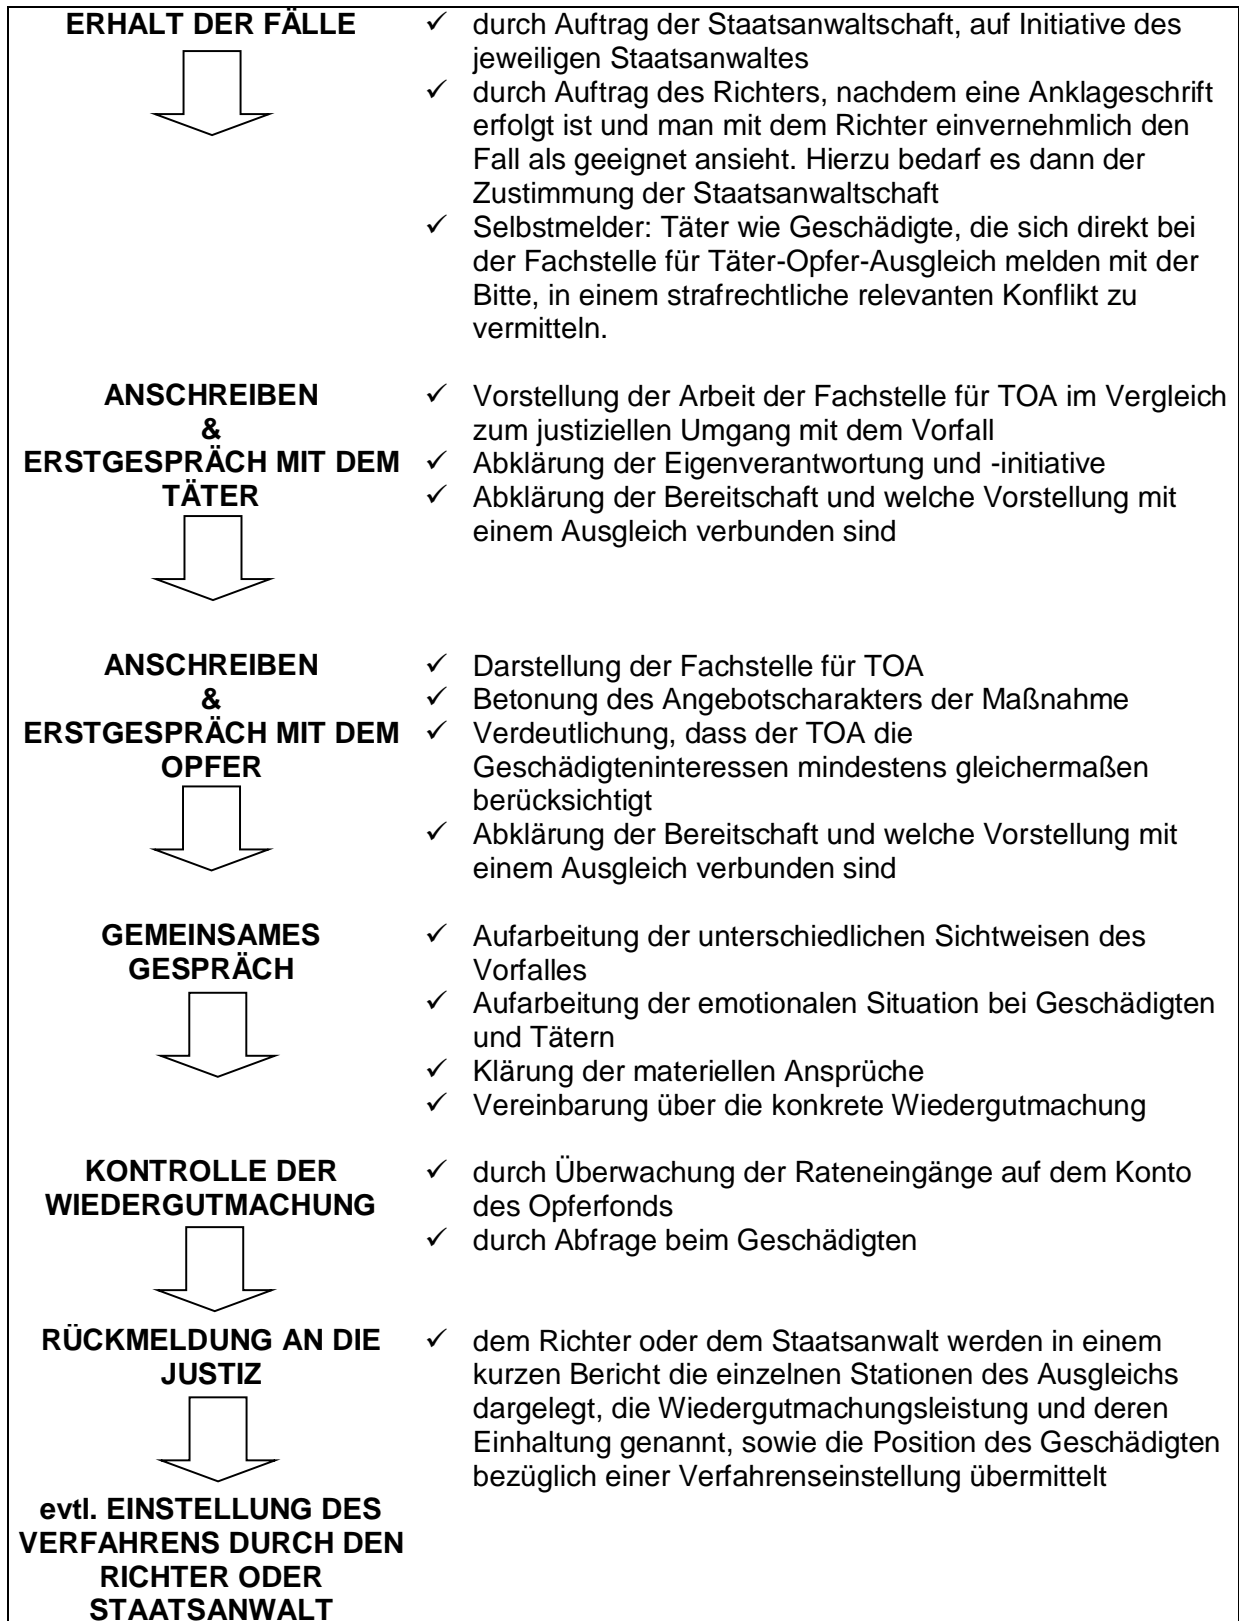 ERHALT DER FÄLLE
✓ durch Auftrag der Staatsanwaltschaft, auf Initiative des
jeweiligen Staatsanwaltes
✓ durch Auftrag des Richters, nachdem eine Anklageschrift
erfolgt ist und man mit dem Richter einvernehmlich den
Fall als geeignet ansieht. Hierzu bedarf es dann der
Zustimmung der Staatsanwaltschaft
✓ Selbstmelder: Täter wie Geschädigte, die sich direkt bei
der Fachstelle für Täter-Opfer-Ausgleich melden mit der
Bitte, in einem strafrechtliche relevanten Konflikt zu
vermitteln.
ANSCHREIBEN
&
ERSTGESPRÄCH MIT DEM
TÄTER
✓ Vorstellung der Arbeit der Fachstelle für TOA im Vergleich
zum justiziellen Umgang mit dem Vorfall
✓ Abklärung der Eigenverantwortung und -initiative
✓ Abklärung der Bereitschaft und welche Vorstellung mit
einem Ausgleich verbunden sind
ANSCHREIBEN
&
ERSTGESPRÄCH MIT DEM
OPFER
✓ Darstellung der Fachstelle für TOA
✓ Betonung des Angebotscharakters der Maßnahme
✓ Verdeutlichung, dass der TOA die
Geschädigteninteressen mindestens gleichermaßen
berücksichtigt
✓ Abklärung der Bereitschaft und welche Vorstellung mit
einem Ausgleich verbunden sind
GEMEINSAMES
GESPRÄCH
✓ Aufarbeitung der unterschiedlichen Sichtweisen des
Vorfalles
✓ Aufarbeitung der emotionalen Situation bei Geschädigten
und Tätern
✓ Klärung der materiellen Ansprüche
✓ Vereinbarung über die konkrete Wiedergutmachung
KONTROLLE DER
WIEDERGUTMACHUNG
✓ durch Überwachung der Rateneingänge auf dem Konto
des Opferfonds
✓ durch Abfrage beim Geschädigten
RÜCKMELDUNG AN DIE
JUSTIZ
✓ dem Richter oder dem Staatsanwalt werden in einem
kurzen Bericht die einzelnen Stationen des Ausgleichs
dargelegt, die Wiedergutmachungsleistung und deren
Einhaltung genannt, sowie die Position des Geschädigten
bezüglich einer Verfahrenseinstellung übermittelt
evtl. EINSTELLUNG DES
VERFAHRENS DURCH DEN
RICHTER ODER
STAATSANWALT